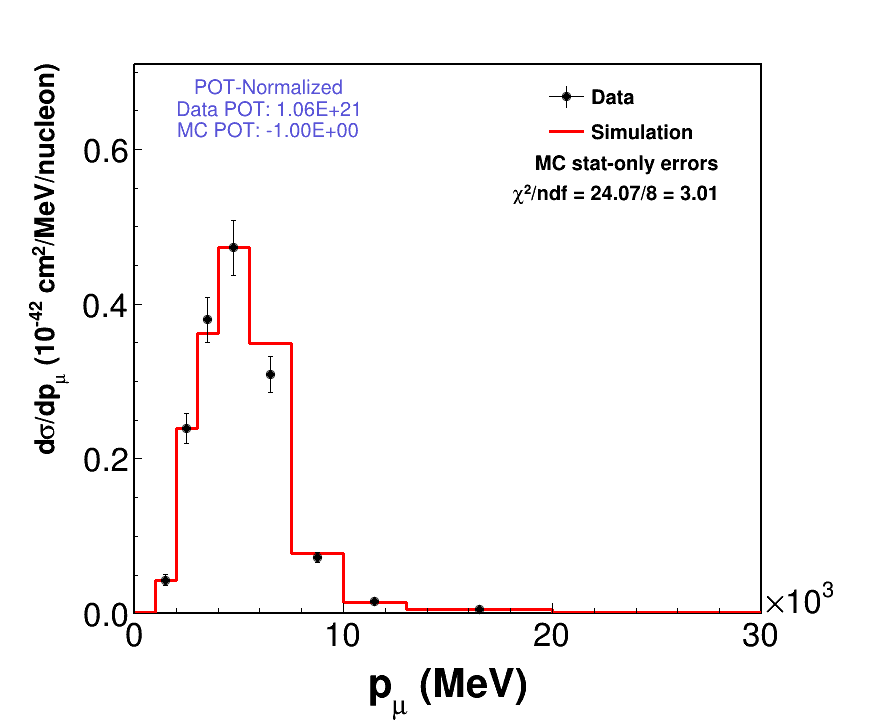 POT-Normalized
Data POT: 1.06E+21
MC POT: -1.00E+00
Data
Simulation
MC stat-only errors
χ²/ndf = 24.07/8 = 3.01
dσ/dp_μ (10⁻⁴² cm²/MeV/nucleon)
0.6
0.4
0.2
0.0
0 10 20 30
×10³
p_μ (MeV)